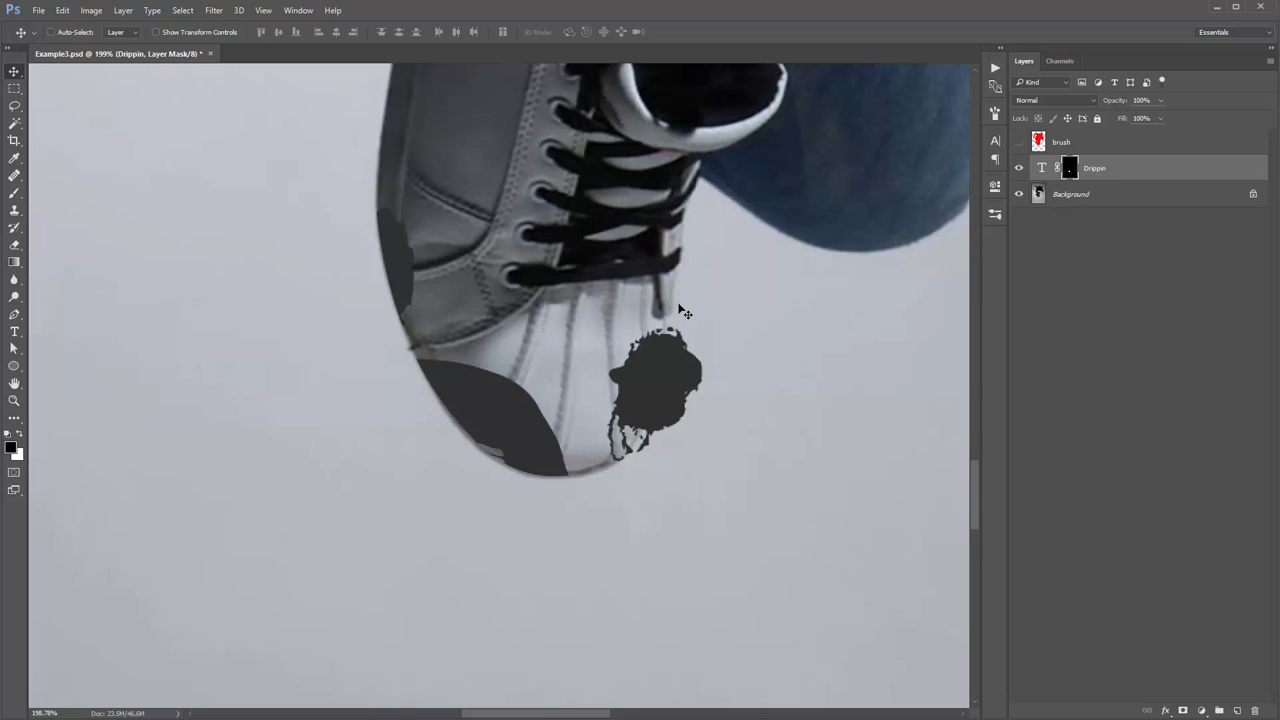 Ps File Edit Image Layer Type Select Filter 3D View Window Help
Auto-Select: Layer Show Transform Controls 3D Mode: Essentials
Example3.psd @ 199% (Drippin, Layer Mask/8) * ×
Layers Channels
Kind
Normal Opacity: 100%
Lock: Fill: 100%
brush
T Drippin
Background
198.78% Doc: 23.5M/46.6M